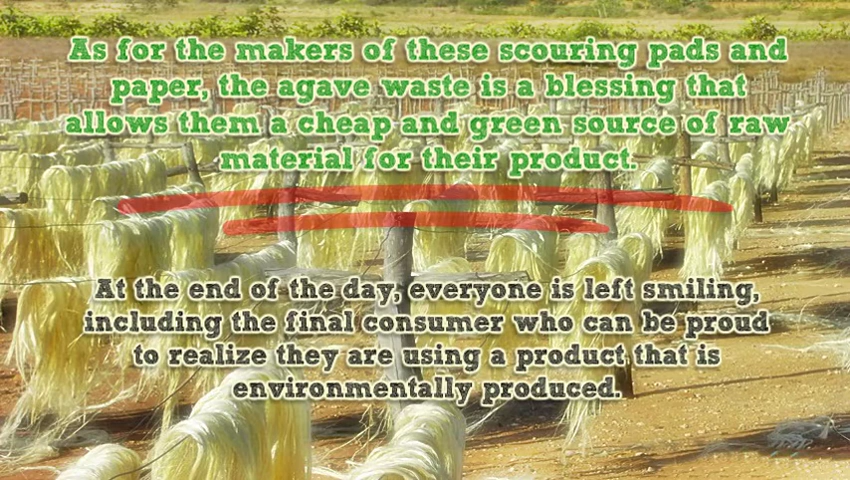 As for the makers of these scouring pads and
paper, the agave waste is a blessing that
allows them a cheap and green source of raw
material for their product.
At the end of the day, everyone is left smiling,
including the final consumer who can be proud
to realize they are using a product that is
environmentally produced.